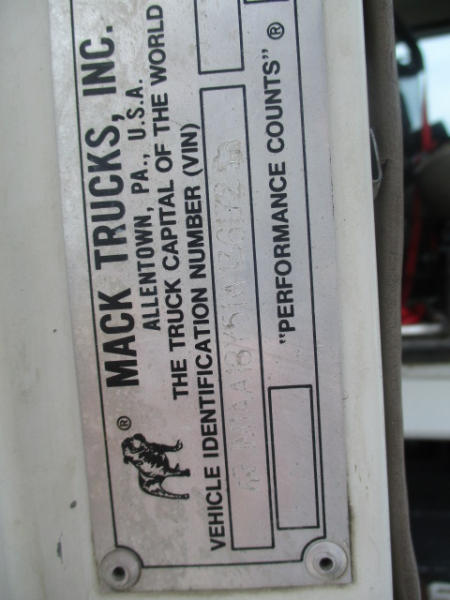 MACK TRUCKS, INC.
ALLENTOWN, PA., U.S.A.
THE TRUCK CAPITAL OF THE WORLD
VEHICLE IDENTIFICATION NUMBER (VIN)
"PERFORMANCE COUNTS" ®
®